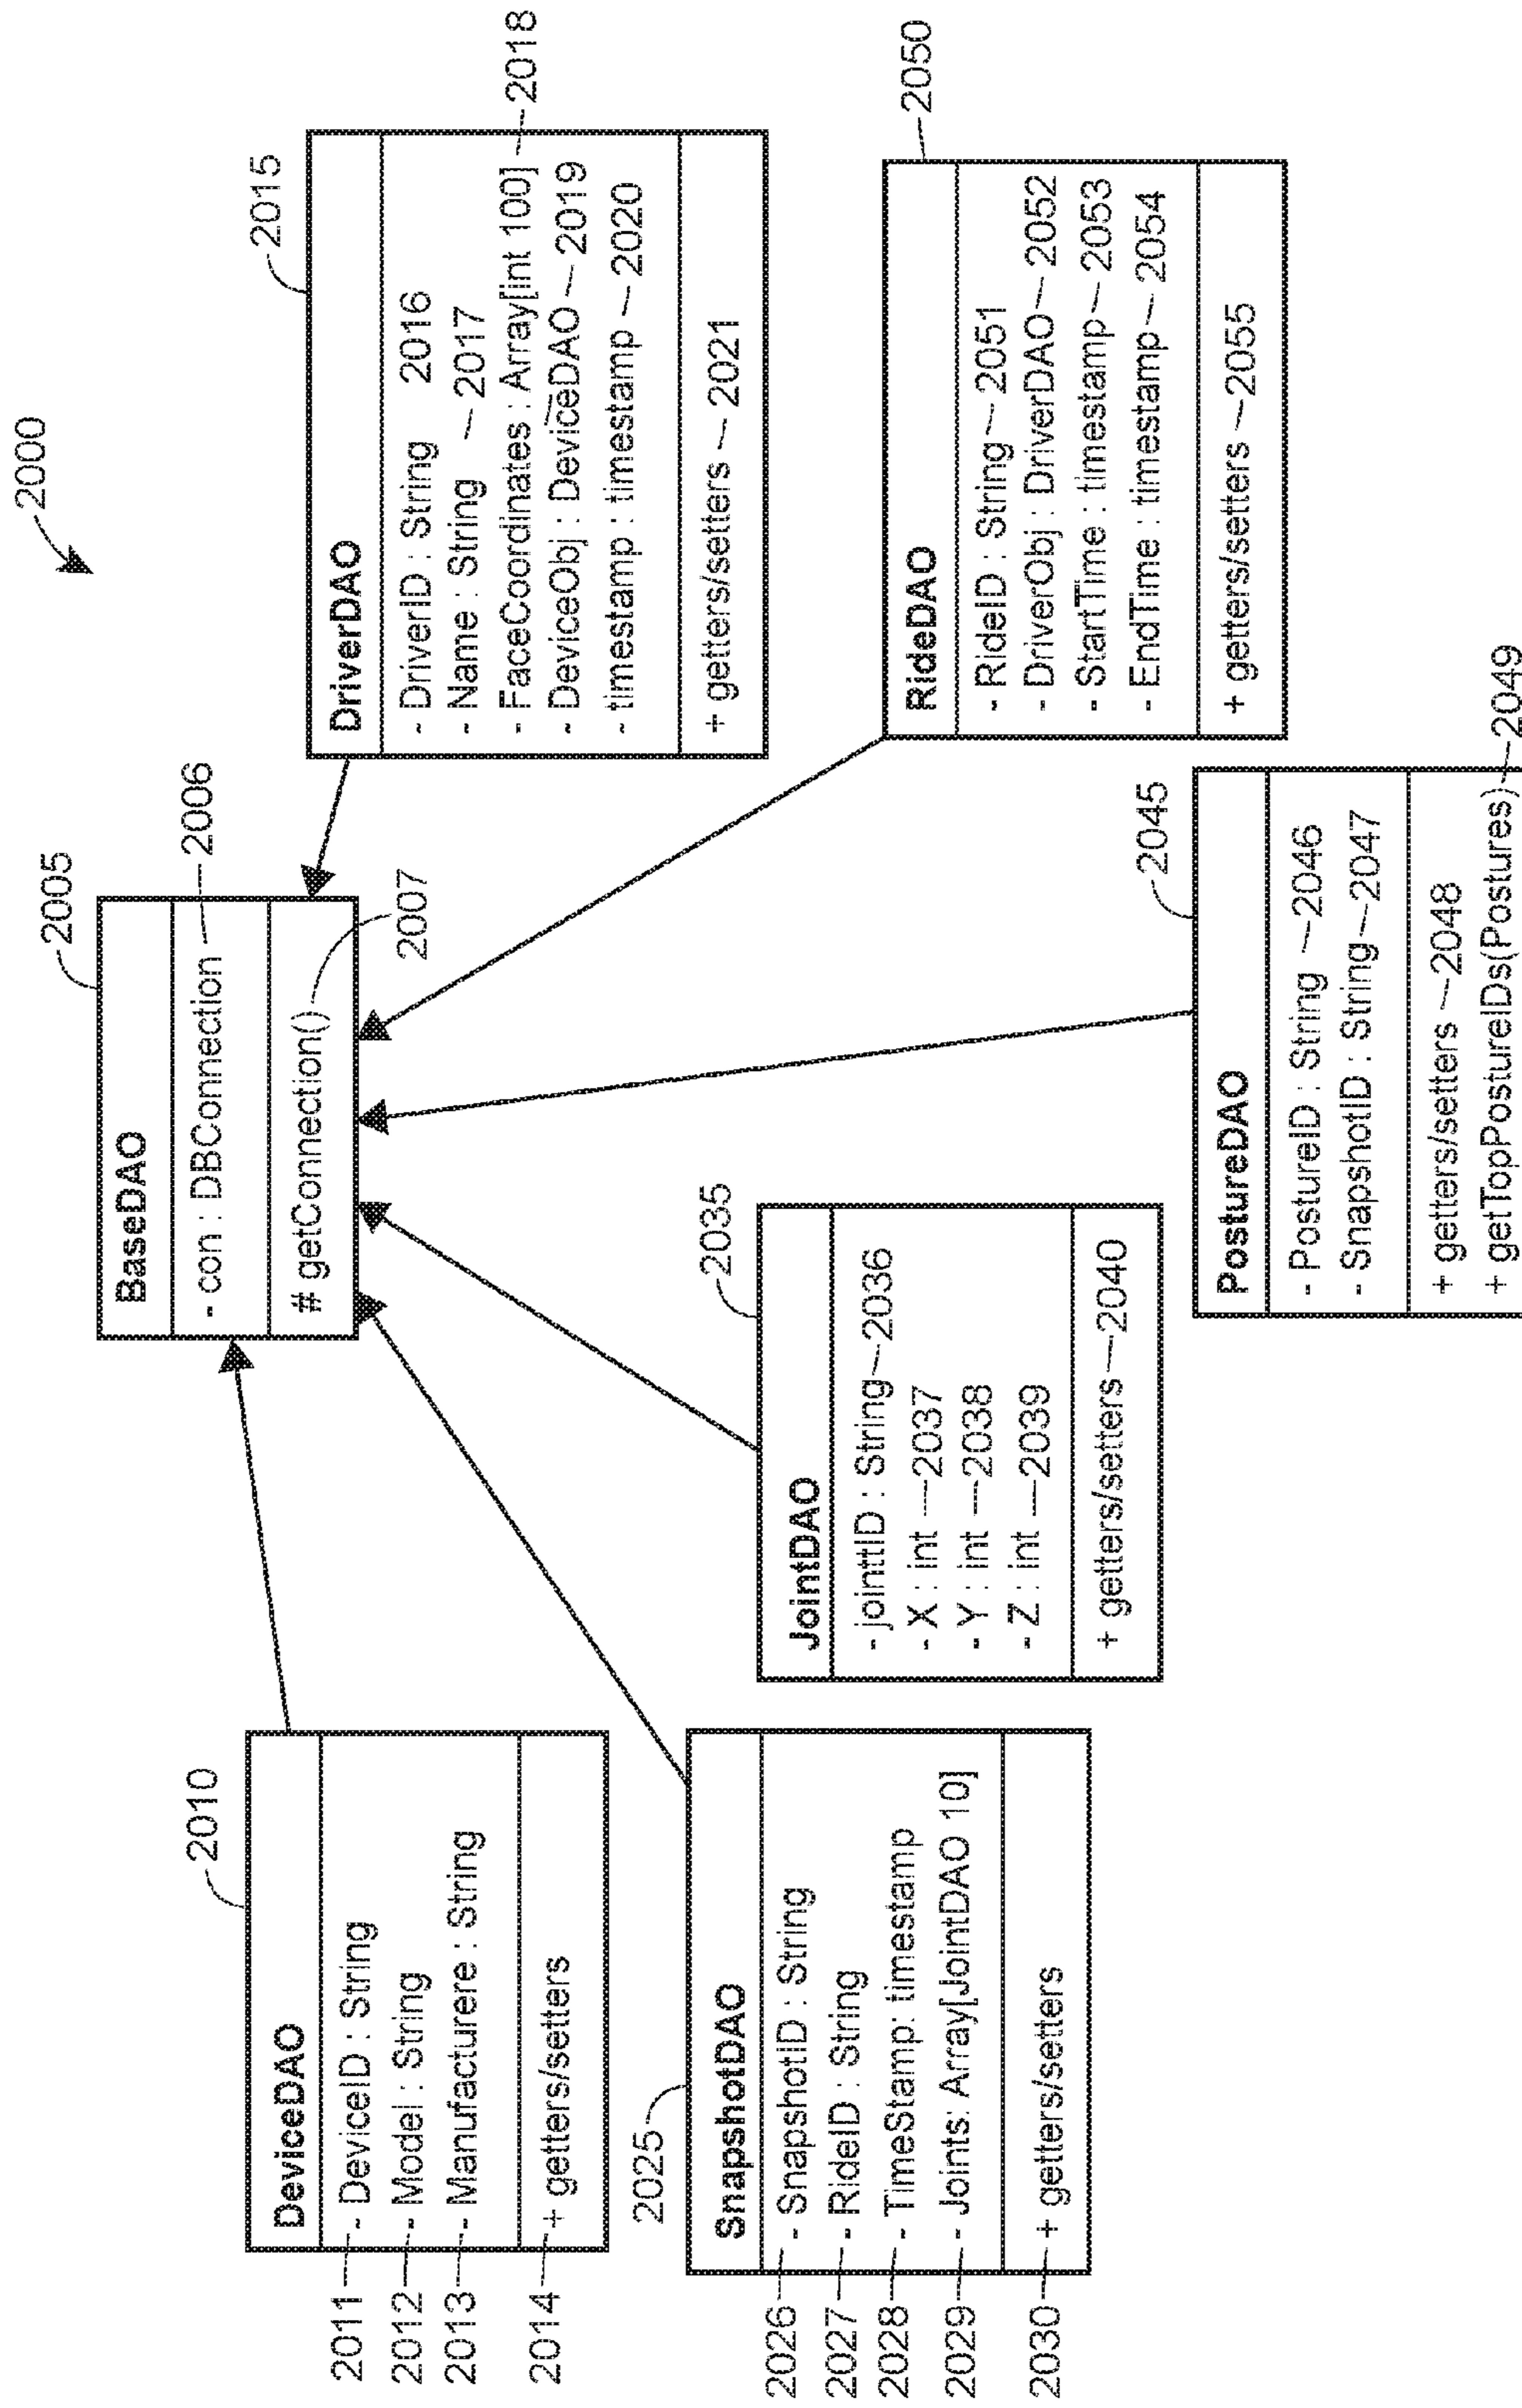 2000
2005
BaseDAO
- con : DBConnection 2006
# getConnection()
2007
2010
DeviceDAO
2011 - DeviceID : String
2012 - Model : String
2013 - Manufacturere : String
2014 + getters/setters
2015
DriverDAO
- DriverID : String 2016
- Name : String 2017
- FaceCoordinates : Array[int 100] 2018
- DeviceObj : DeviceDAO 2019
- timestamp : timestamp 2020
+ getters/setters 2021
2025
SnapshotDAO
2026 - SnapshotID : String
2027 - RideID : String
2028 - TimeStamp: timestamp
2029 - Joints: Array[JointDAO 10]
2030 + getters/setters
2035
JointDAO
- jointtID : String 2036
- X : int 2037
- Y : int 2038
- Z : int 2039
+ getters/setters 2040
2045
PostureDAO
- PostureID : String 2046
- SnapshotID : String 2047
+ getters/setters 2048
+ getTopPostureIDs(Postures) 2049
2050
RideDAO
- RideID : String 2051
- DriverObj : DriverDAO 2052
- StartTime : timestamp 2053
- EndTime : timestamp 2054
+ getters/setters 2055